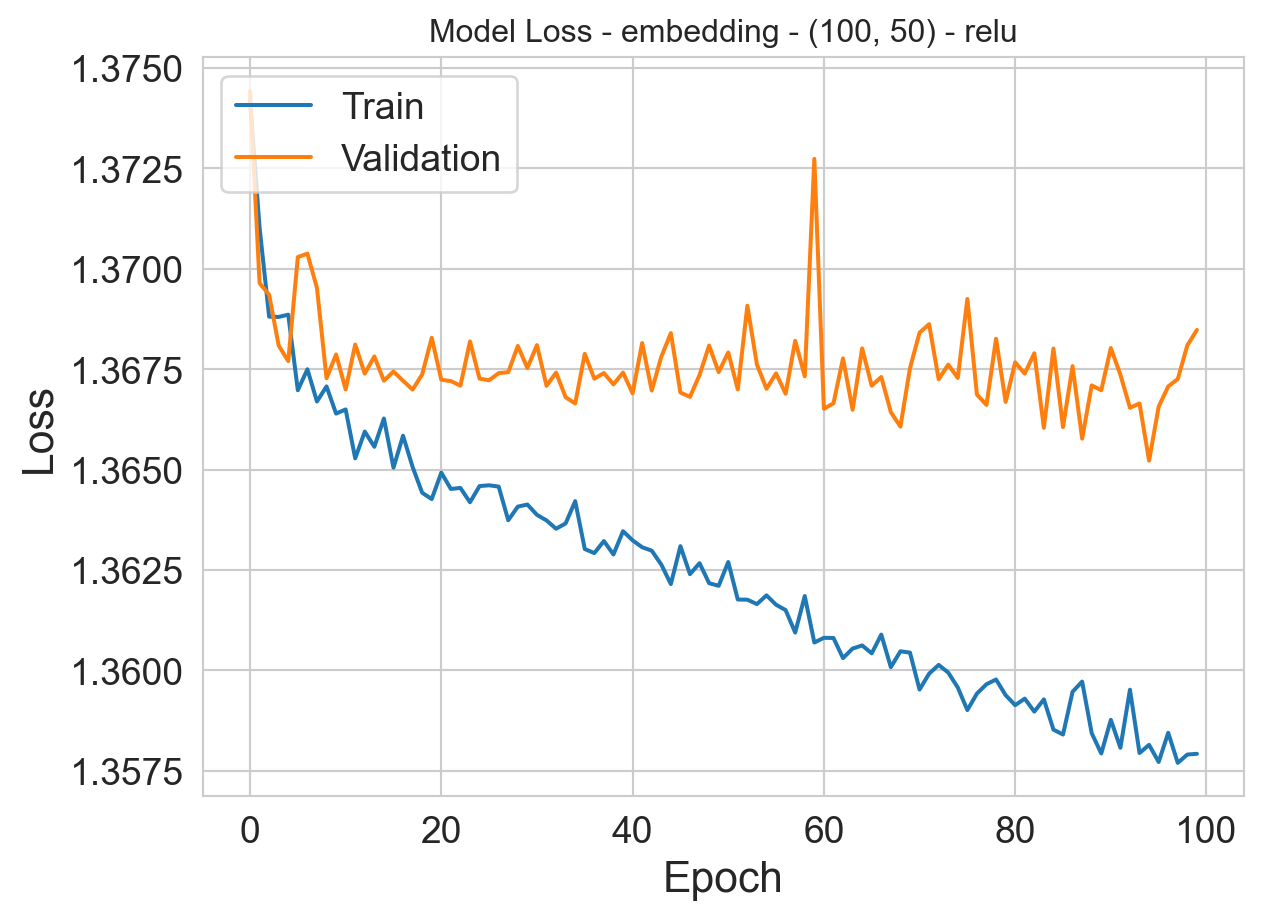 Model Loss - embedding - (100, 50) - relu
Train
Validation
1.3750
1.3725
1.3700
1.3675
1.3650
1.3625
1.3600
1.3575
Loss
0 20 40 60 80 100
Epoch